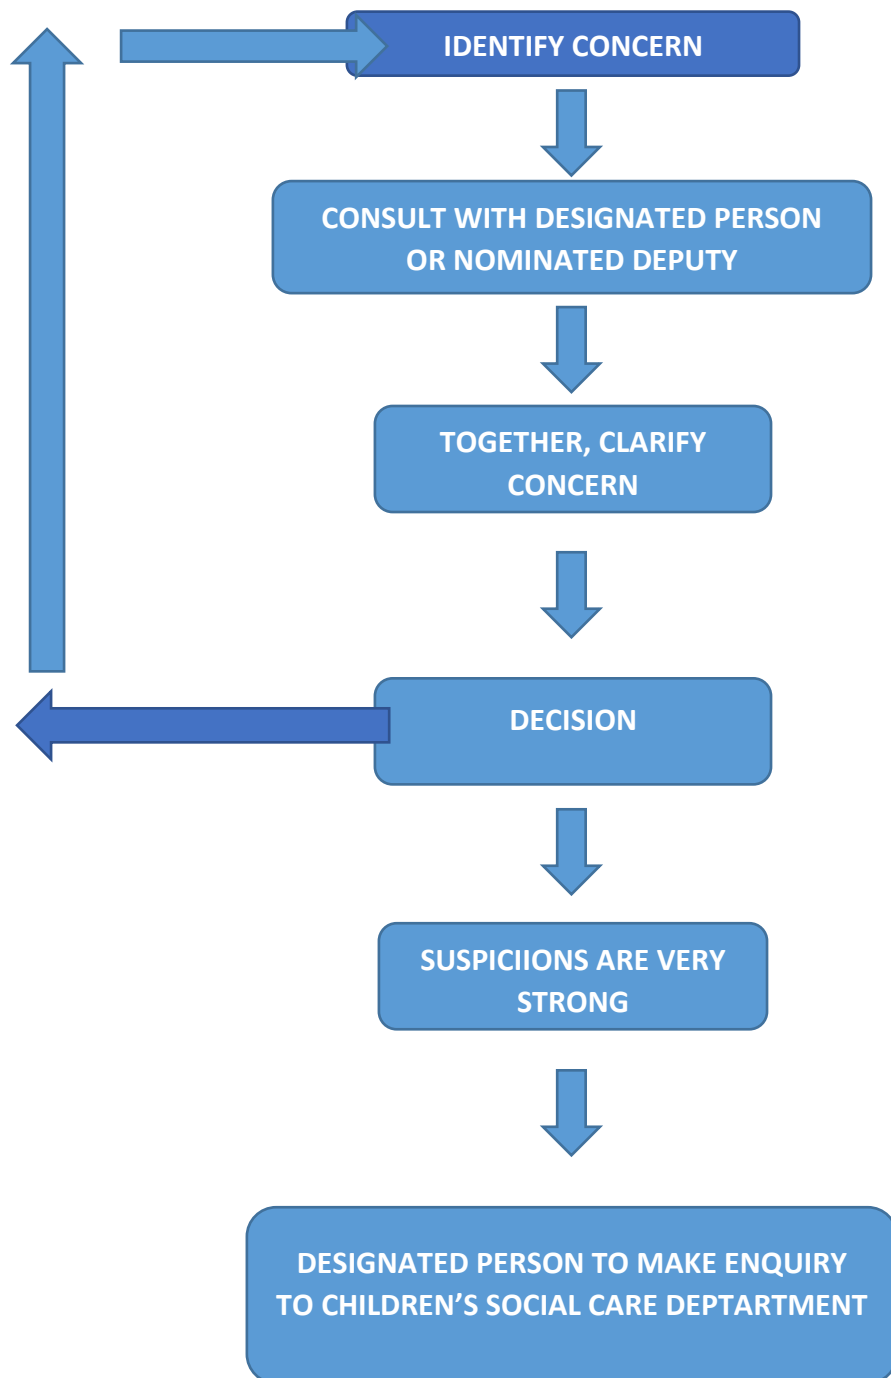 IDENTIFY CONCERN
CONSULT WITH DESIGNATED PERSON
OR NOMINATED DEPUTY
TOGETHER, CLARIFY
CONCERN
DECISION
SUSPICIIONS ARE VERY
STRONG
DESIGNATED PERSON TO MAKE ENQUIRY
TO CHILDREN’S SOCIAL CARE DEPTARTMENT